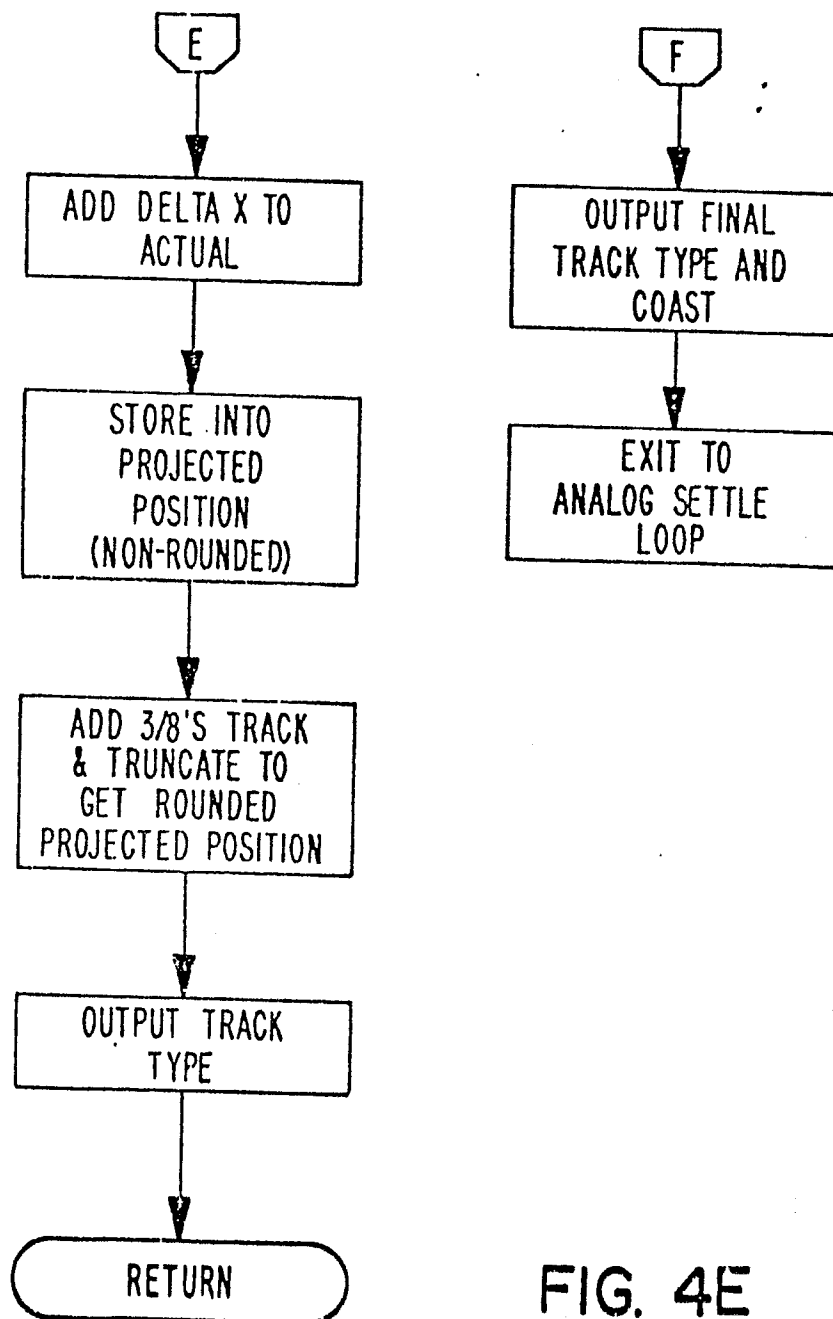 E
ADD DELTA X TO
ACTUAL
STORE INTO
PROJECTED
POSITION
(NON-ROUNDED)
ADD 3/8'S TRACK
& TRUNCATE TO
GET ROUNDED
PROJECTED POSITION
OUTPUT TRACK
TYPE
RETURN
F
OUTPUT FINAL
TRACK TYPE AND
COAST
EXIT TO
ANALOG SETTLE
LOOP
FIG. 4E